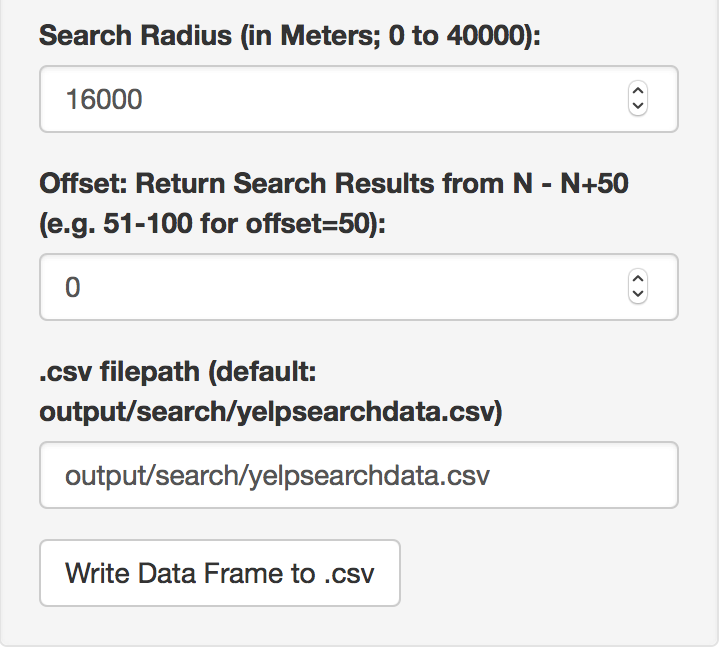 Search Radius (in Meters; 0 to 40000):
16000
Offset: Return Search Results from N - N+50
(e.g. 51-100 for offset=50):
0
.csv filepath (default:
output/search/yelpsearchdata.csv)
output/search/yelpsearchdata.csv
Write Data Frame to .csv